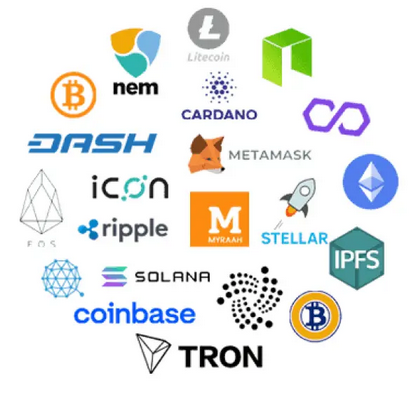 Litecoin
nem
CARDANO
DASH
METAMASK
ICON
EOS
ripple
M
MYRAAH
STELLAR
IPFS
SOLANA
coinbase
TRON